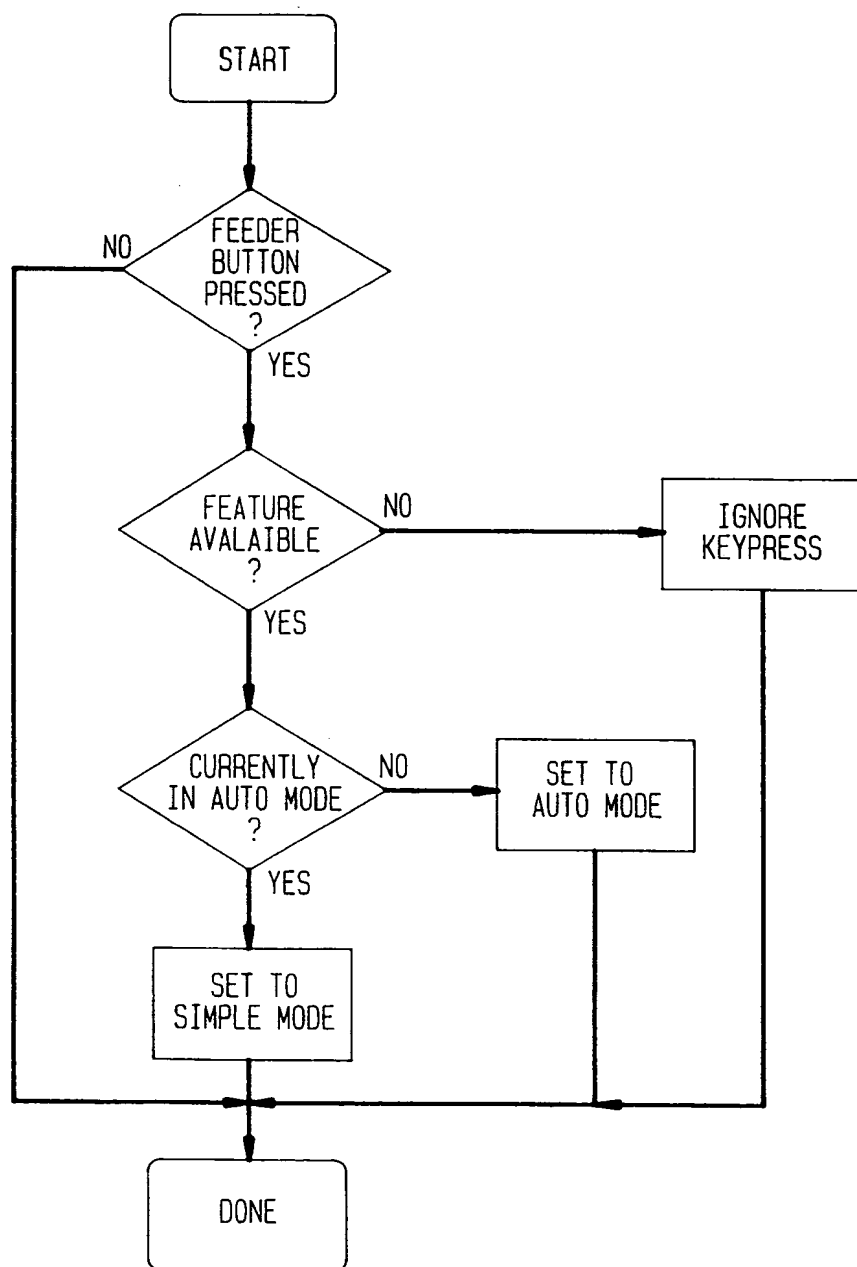 START
NO
FEEDER
BUTTON
PRESSED
?
YES
FEATURE
AVALAIBLE
?
NO
IGNORE
KEYPRESS
YES
CURRENTLY
IN AUTO MODE
?
NO
SET TO
AUTO MODE
YES
SET TO
SIMPLE MODE
DONE